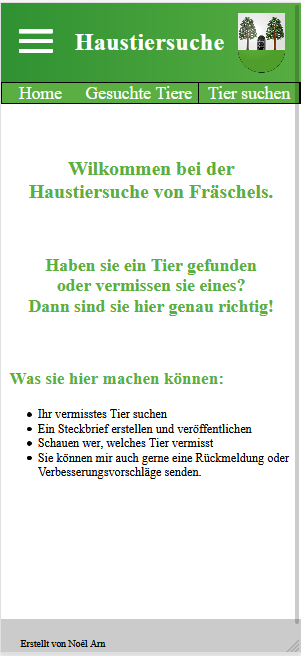 Haustiersuche
Home Gesuchte Tiere Tier suchen
Wilkommen bei der
Haustiersuche von Fräschels.
Haben sie ein Tier gefunden
oder vermissen sie eines?
Dann sind sie hier genau richtig!
Was sie hier machen können:
Ihr vermisstes Tier suchen
Ein Steckbrief erstellen und veröffentlichen
Schauen wer, welches Tier vermisst
Sie können mir auch gerne eine Rückmeldung oder
Verbesserungsvorschläge senden.
Erstellt von Noël Arn